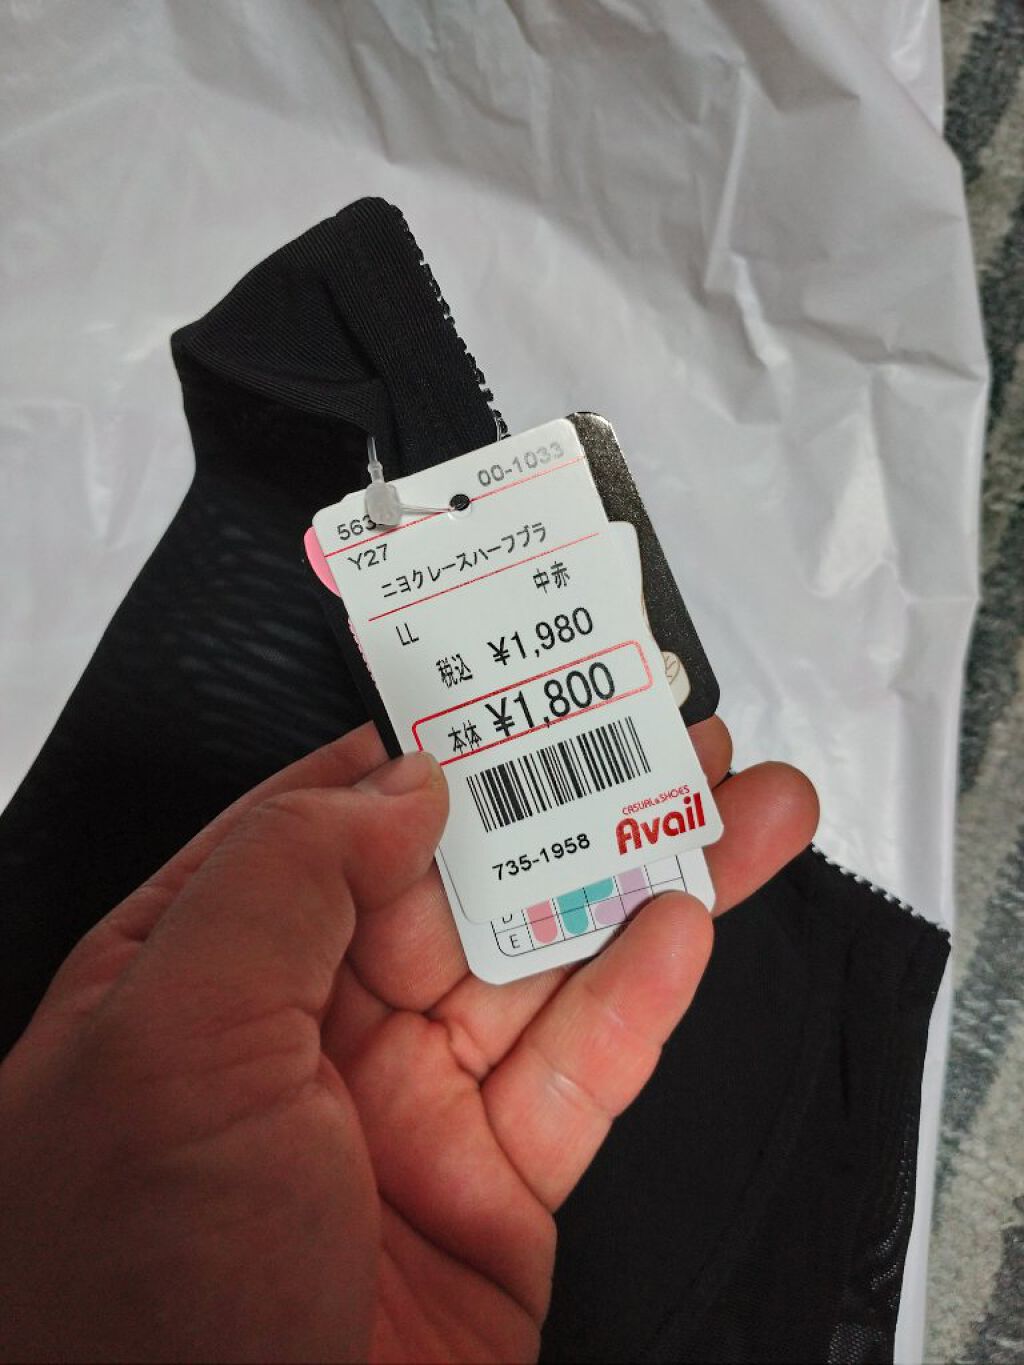 00-1033
563
Y27
ニヨクレースハーフブラ
中赤
LL
税込 ¥1,980
本体 ¥1,800
CASUAL & SHOES
Avail
735-1958
D
E